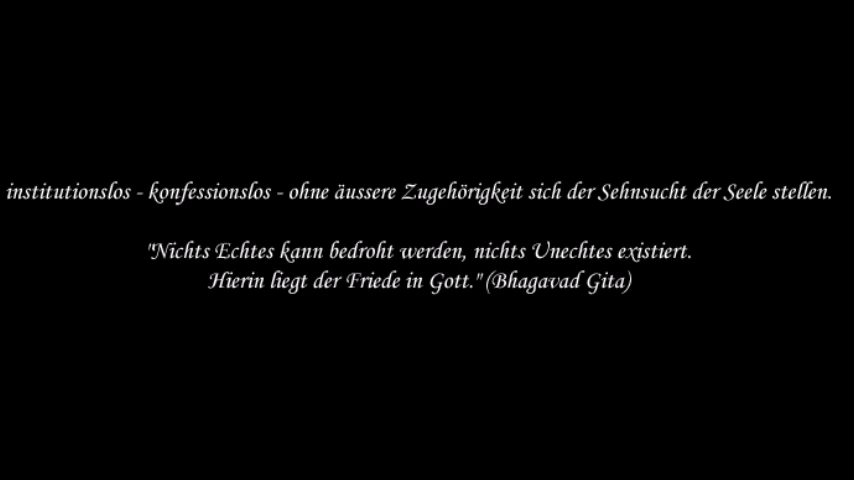 institutionslos - konfessionslos - ohne äussere Zugehörigkeit sich der Sehnsucht der Seele stellen.
"Nichts Echtes kann bedroht werden, nichts Unechtes existiert.
Hierin liegt der Friede in Gott." (Bhagavad Gita)